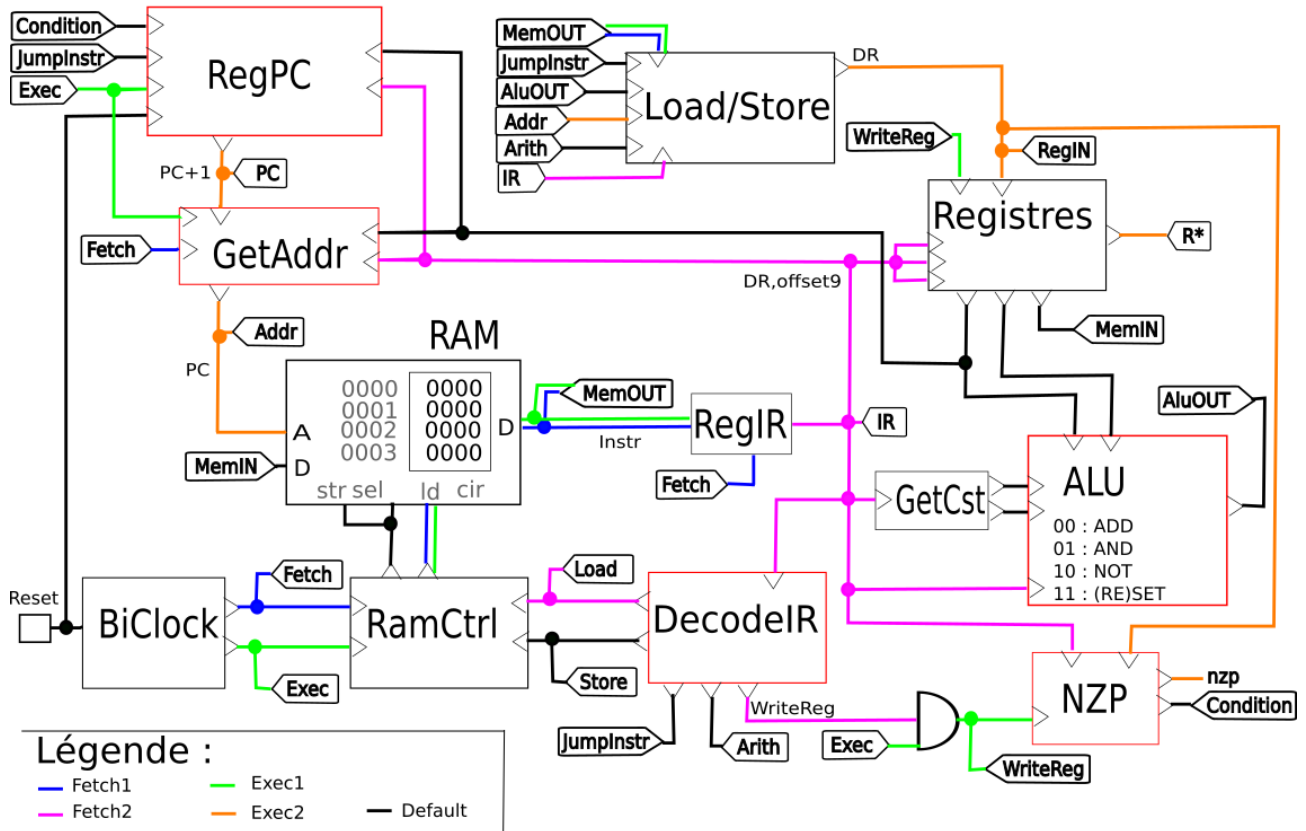 Condition
JumpInstr
Exec
RegPC
PC+1
PC
Fetch
GetAddr
Addr
PC
MemOUT
JumpInstr
AluOUT
Addr
Arith
IR
Load/Store
DR
WriteReg
RegIN
Registres
R*
MemIN
DR,offset9
RAM
0000 0000
0001 0000
0002 0000
0003 0000
A
D
D
MemIN
str sel ld cir
MemOUT
Instr
RegIR
Fetch
IR
AluOUT
GetCst
ALU
00 : ADD
01 : AND
10 : NOT
11 : (RE)SET
Reset
BiClock
Fetch
Exec
RamCtrl
Load
Store
DecodeIR
JumpInstr
Arith
WriteReg
Exec
WriteReg
NZP
nzp
Condition
Légende :
Fetch1
Exec1
Fetch2
Exec2
Default